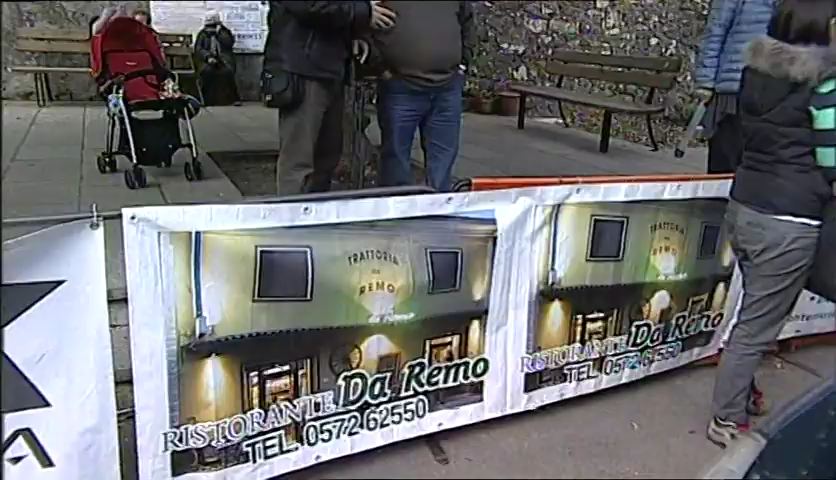 TRATTORIA
REMO
RISTORANTE Da Remo
TEL. 0572 62550
TRATTORIA
REMO
RISTORANTE Da Remo
TEL. 0572 62550